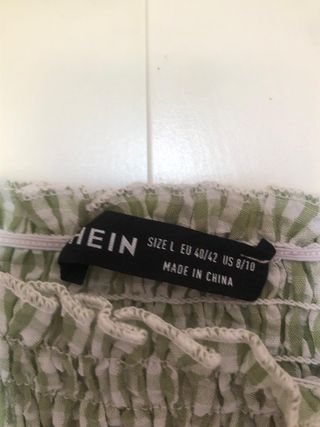 HEIN
SIZE L EU 40/42 US 8/10
MADE IN CHINA